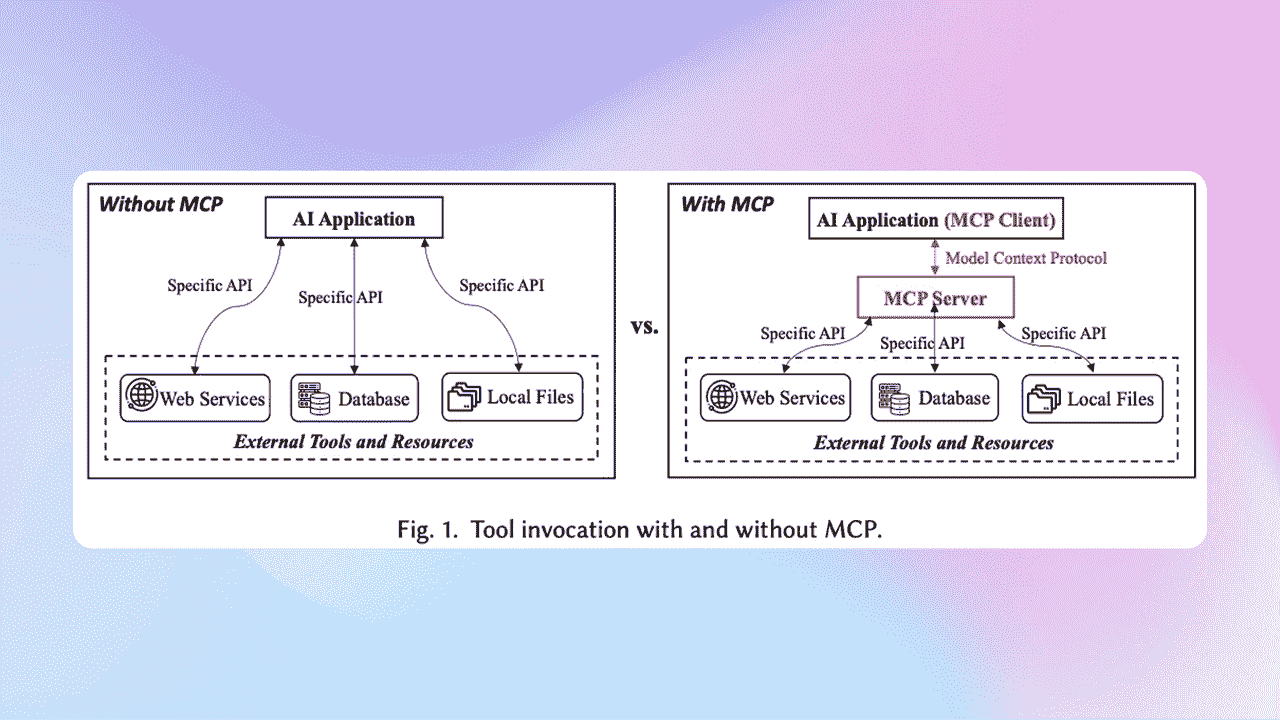 Without MCP
AI Application
Specific API
Specific API
Specific API
Web Services
Database
Local Files
External Tools and Resources
vs.
With MCP
AI Application (MCP Client)
Model Context Protocol
MCP Server
Specific API
Specific API
Specific API
Web Services
Database
Local Files
External Tools and Resources
Fig. 1. Tool invocation with and without MCP.